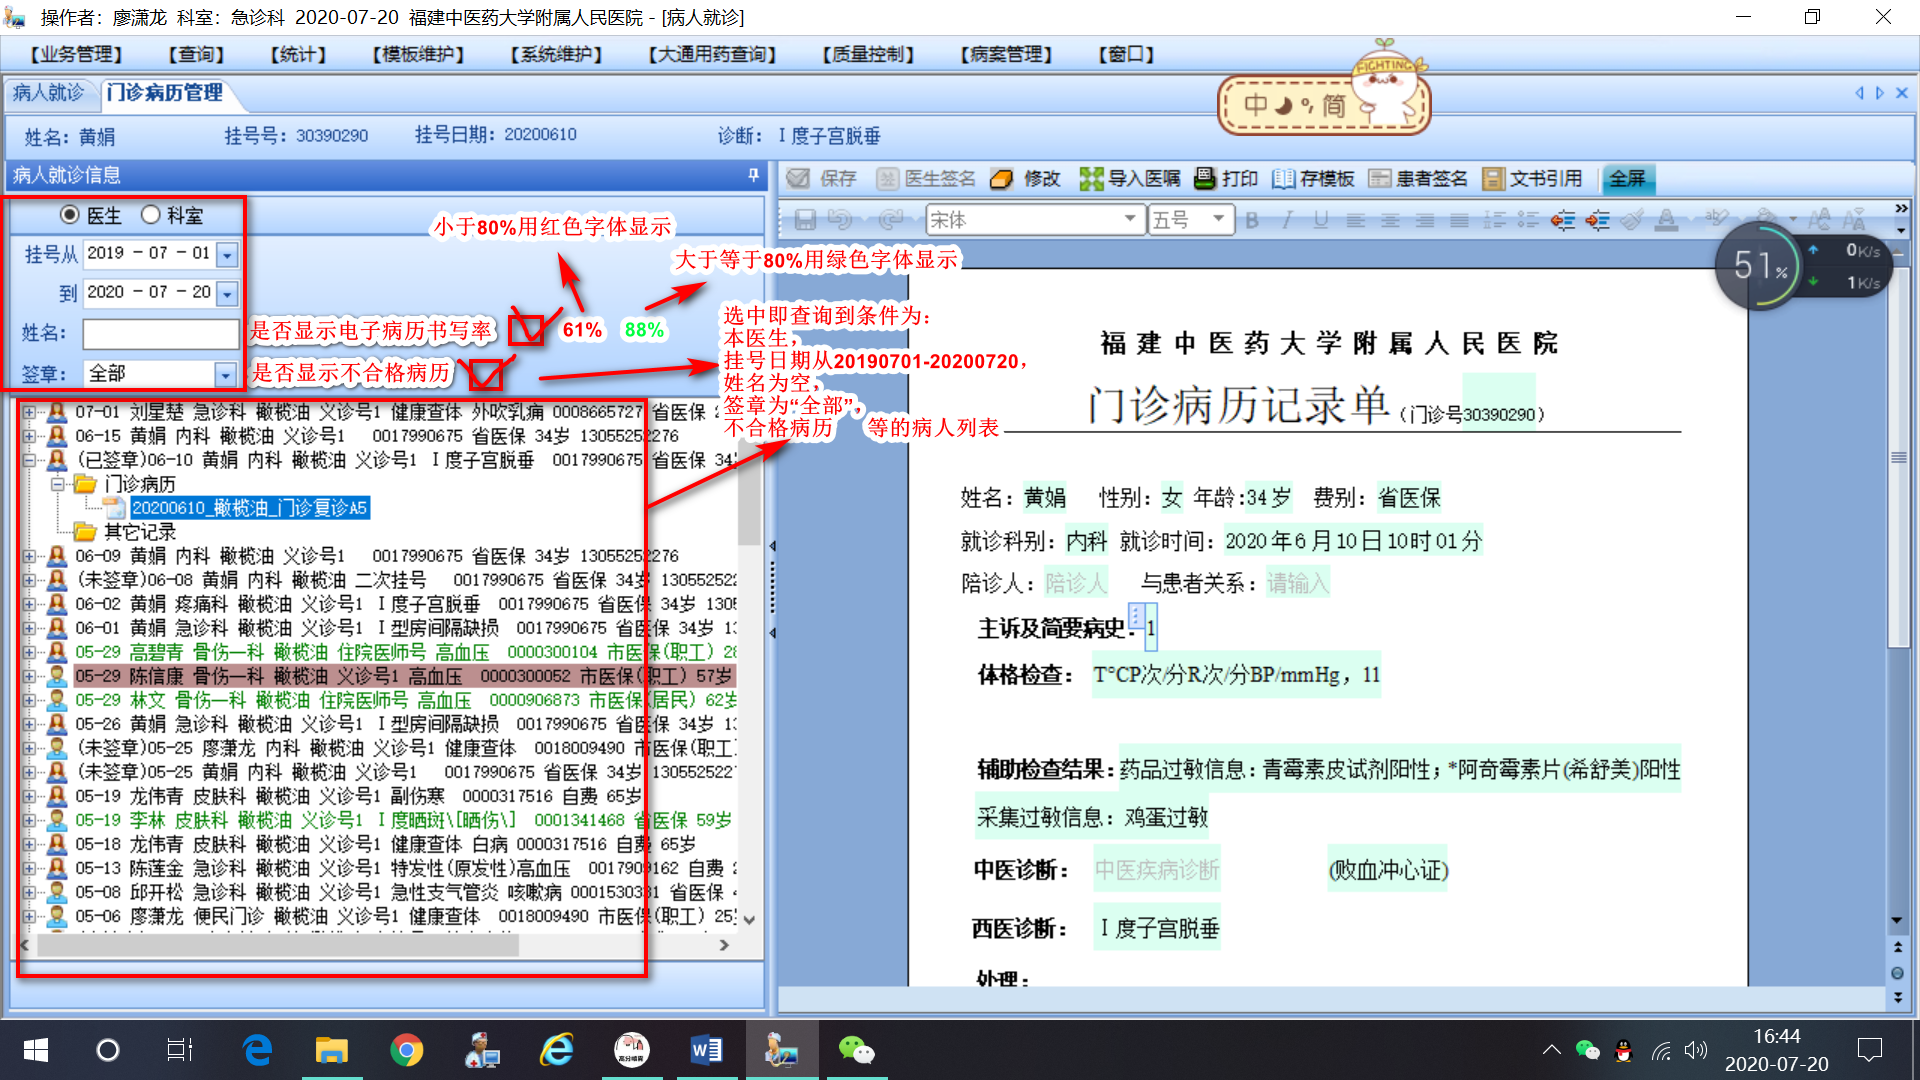 操作者：廖潇龙 科室：急诊科 2020-07-20 福建中医药大学附属人民医院 - [病人就诊]
【业务管理】 【查询】 【统计】 【模板维护】 【系统维护】 【大通用药查询】 【质量控制】 【病案管理】 【窗口】
FIGHTING
中 简
病人就诊 门诊病历管理
姓名：黄娟 挂号号：30390290 挂号日期：20200610 诊断：Ⅰ度子宫脱垂
病人就诊信息
保存 医生签名 修改 导入医嘱 打印 存模板 患者签名 文书引用 全屏
宋体 五号 B I U
医生 科室
挂号从 2019-07-01
到 2020-07-20
姓名：
签章： 全部
小于80%用红色字体显示
大于等于80%用绿色字体显示
是否显示电子病历书写率 61% 88%
是否显示不合格病历
选中即查询到条件为：
本医生，
挂号日期从20190701-20200720，
姓名为空，
签章为“全部”，
不合格病历 等的病人列表
07-01 刘星楚 急诊科 橄榄油 义诊号1 健康查体 外吹乳痈 0008665727 省医保 2
06-15 黄娟 内科 橄榄油 义诊号1 0017990675 省医保 34岁 13055252276
(已签章)06-10 黄娟 内科 橄榄油 义诊号1 Ⅰ度子宫脱垂 0017990675 省医保 34
门诊病历
20200610_橄榄油_门诊复诊A5
其它记录
06-09 黄娟 内科 橄榄油 义诊号1 0017990675 省医保 34岁 13055252276
(未签章)06-08 黄娟 内科 橄榄油 二次挂号 0017990675 省医保 34岁 130552522
06-02 黄娟 疼痛科 橄榄油 义诊号1 Ⅰ度子宫脱垂 0017990675 省医保 34岁 1305
06-01 黄娟 急诊科 橄榄油 义诊号1 Ⅰ型房间隔缺损 0017990675 省医保 34岁 13
05-29 高碧青 骨伤一科 橄榄油 住院医师号 高血压 0000300104 市医保(职工) 28
05-29 陈信康 骨伤一科 橄榄油 义诊号1 高血压 0000300052 市医保(职工) 57岁
05-29 林文 骨伤一科 橄榄油 住院医师号 高血压 0000906873 市医保(居民) 62岁
05-26 黄娟 急诊科 橄榄油 义诊号1 Ⅰ型房间隔缺损 0017990675 省医保 34岁 13
(未签章)05-25 廖潇龙 内科 橄榄油 义诊号1 健康查体 0018009490 市医保(职工
(未签章)05-25 黄娟 内科 橄榄油 义诊号1 0017990675 省医保 34岁 130552522
05-19 龙伟青 皮肤科 橄榄油 义诊号1 副伤寒 0000317516 自费 65岁
05-19 李林 皮肤科 橄榄油 义诊号1 Ⅰ度晒斑\[晒伤\] 0001341468 省医保 59岁
05-18 龙伟青 皮肤科 橄榄油 义诊号1 健康查体 白病 0000317516 自费 65岁
05-13 陈莲金 急诊科 橄榄油 义诊号1 特发性(原发性)高血压 0017909162 自费 2
05-08 邱开松 急诊科 橄榄油 义诊号1 急性支气管炎 咳嗽病 0001530331 省医保 4
05-06 廖潇龙 便民门诊 橄榄油 义诊号1 健康查体 0018009490 市医保(职工) 25
51% 0K/s
1K/s
福建中医药大学附属人民医院
门诊病历记录单（门诊号30390290）
姓名：黄娟 性别：女 年龄:34岁 费别：省医保
就诊科别：内科 就诊时间：2020年6月10日10时01分
陪诊人：陪诊人 与患者关系：请输入
主诉及简要病史：1
体格检查： T°CP次/分R次/分BP/mmHg，11
辅助检查结果：药品过敏信息：青霉素皮试剂阳性；*阿奇霉素片(希舒美)阳性
采集过敏信息：鸡蛋过敏
中医诊断： 中医疾病诊断 (败血冲心证)
西医诊断： Ⅰ度子宫脱垂
处理：
16:44
2020-07-20